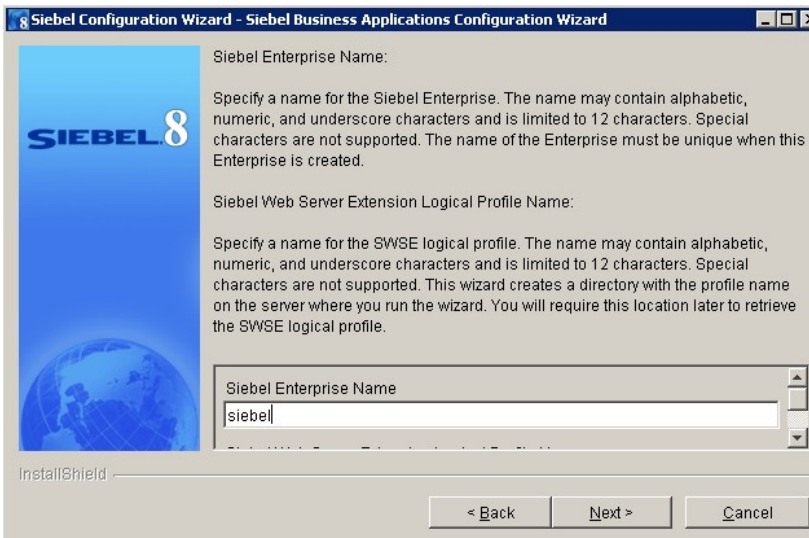 Siebel Configuration Wizard - Siebel Business Applications Configuration Wizard
Siebel Enterprise Name:
Specify a name for the Siebel Enterprise. The name may contain alphabetic,
numeric, and underscore characters and is limited to 12 characters. Special
characters are not supported. The name of the Enterprise must be unique when this
Enterprise is created.
SIEBEL.8
Siebel Web Server Extension Logical Profile Name:
Specify a name for the SWSE logical profile. The name may contain alphabetic,
numeric, and underscore characters and is limited to 12 characters. Special
characters are not supported. This wizard creates a directory with the profile name
on the server where you run the wizard. You will require this location later to retrieve
the SWSE logical profile.
Siebel Enterprise Name
siebel
InstallShield
< Back
Next >
Cancel